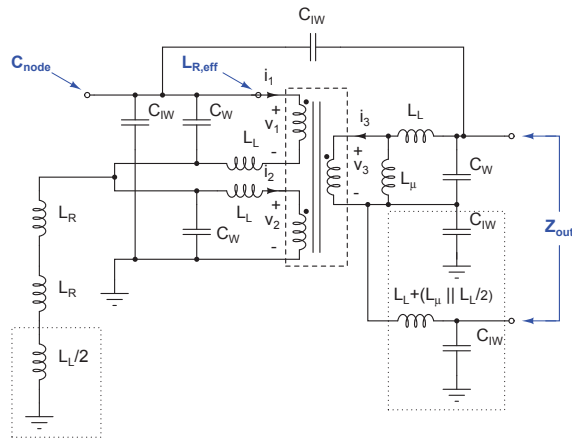 C_IW
C_node
L_R,eff
i_1
C_IW
C_W
+
v_1
-
L_L
i_2
L_L
+
v_2
-
C_W
i_3
+
v_3
-
L_L
L_μ
C_W
C_IW
Z_out
L_L+(L_μ || L_L/2)
C_IW
L_R
L_R
L_L/2